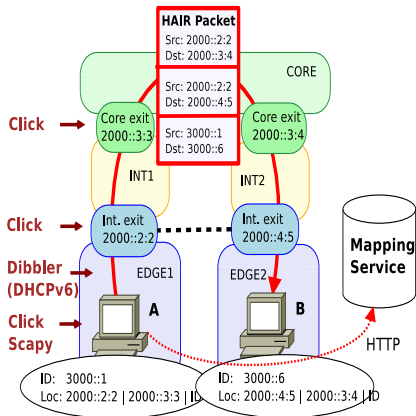 HAIR Packet
Src: 2000::2:2
Dst: 2000::3:4
CORE
Src: 2000::2:2
Dst: 2000::4:5
Click
Core exit
2000::3:3
Src: 3000::1
Dst: 3000::6
Core exit
2000::3:4
INT1
INT2
Click
Int. exit
2000::2:2
Int. exit
2000::4:5
Mapping
Service
Dibbler
(DHCPv6)
EDGE1
EDGE2
Click
Scapy
A
B
HTTP
ID: 3000::1
Loc: 2000::2:2 | 2000::3:3 | ID
ID: 3000::6
Loc: 2000::4:5 | 2000::3:4 | ID